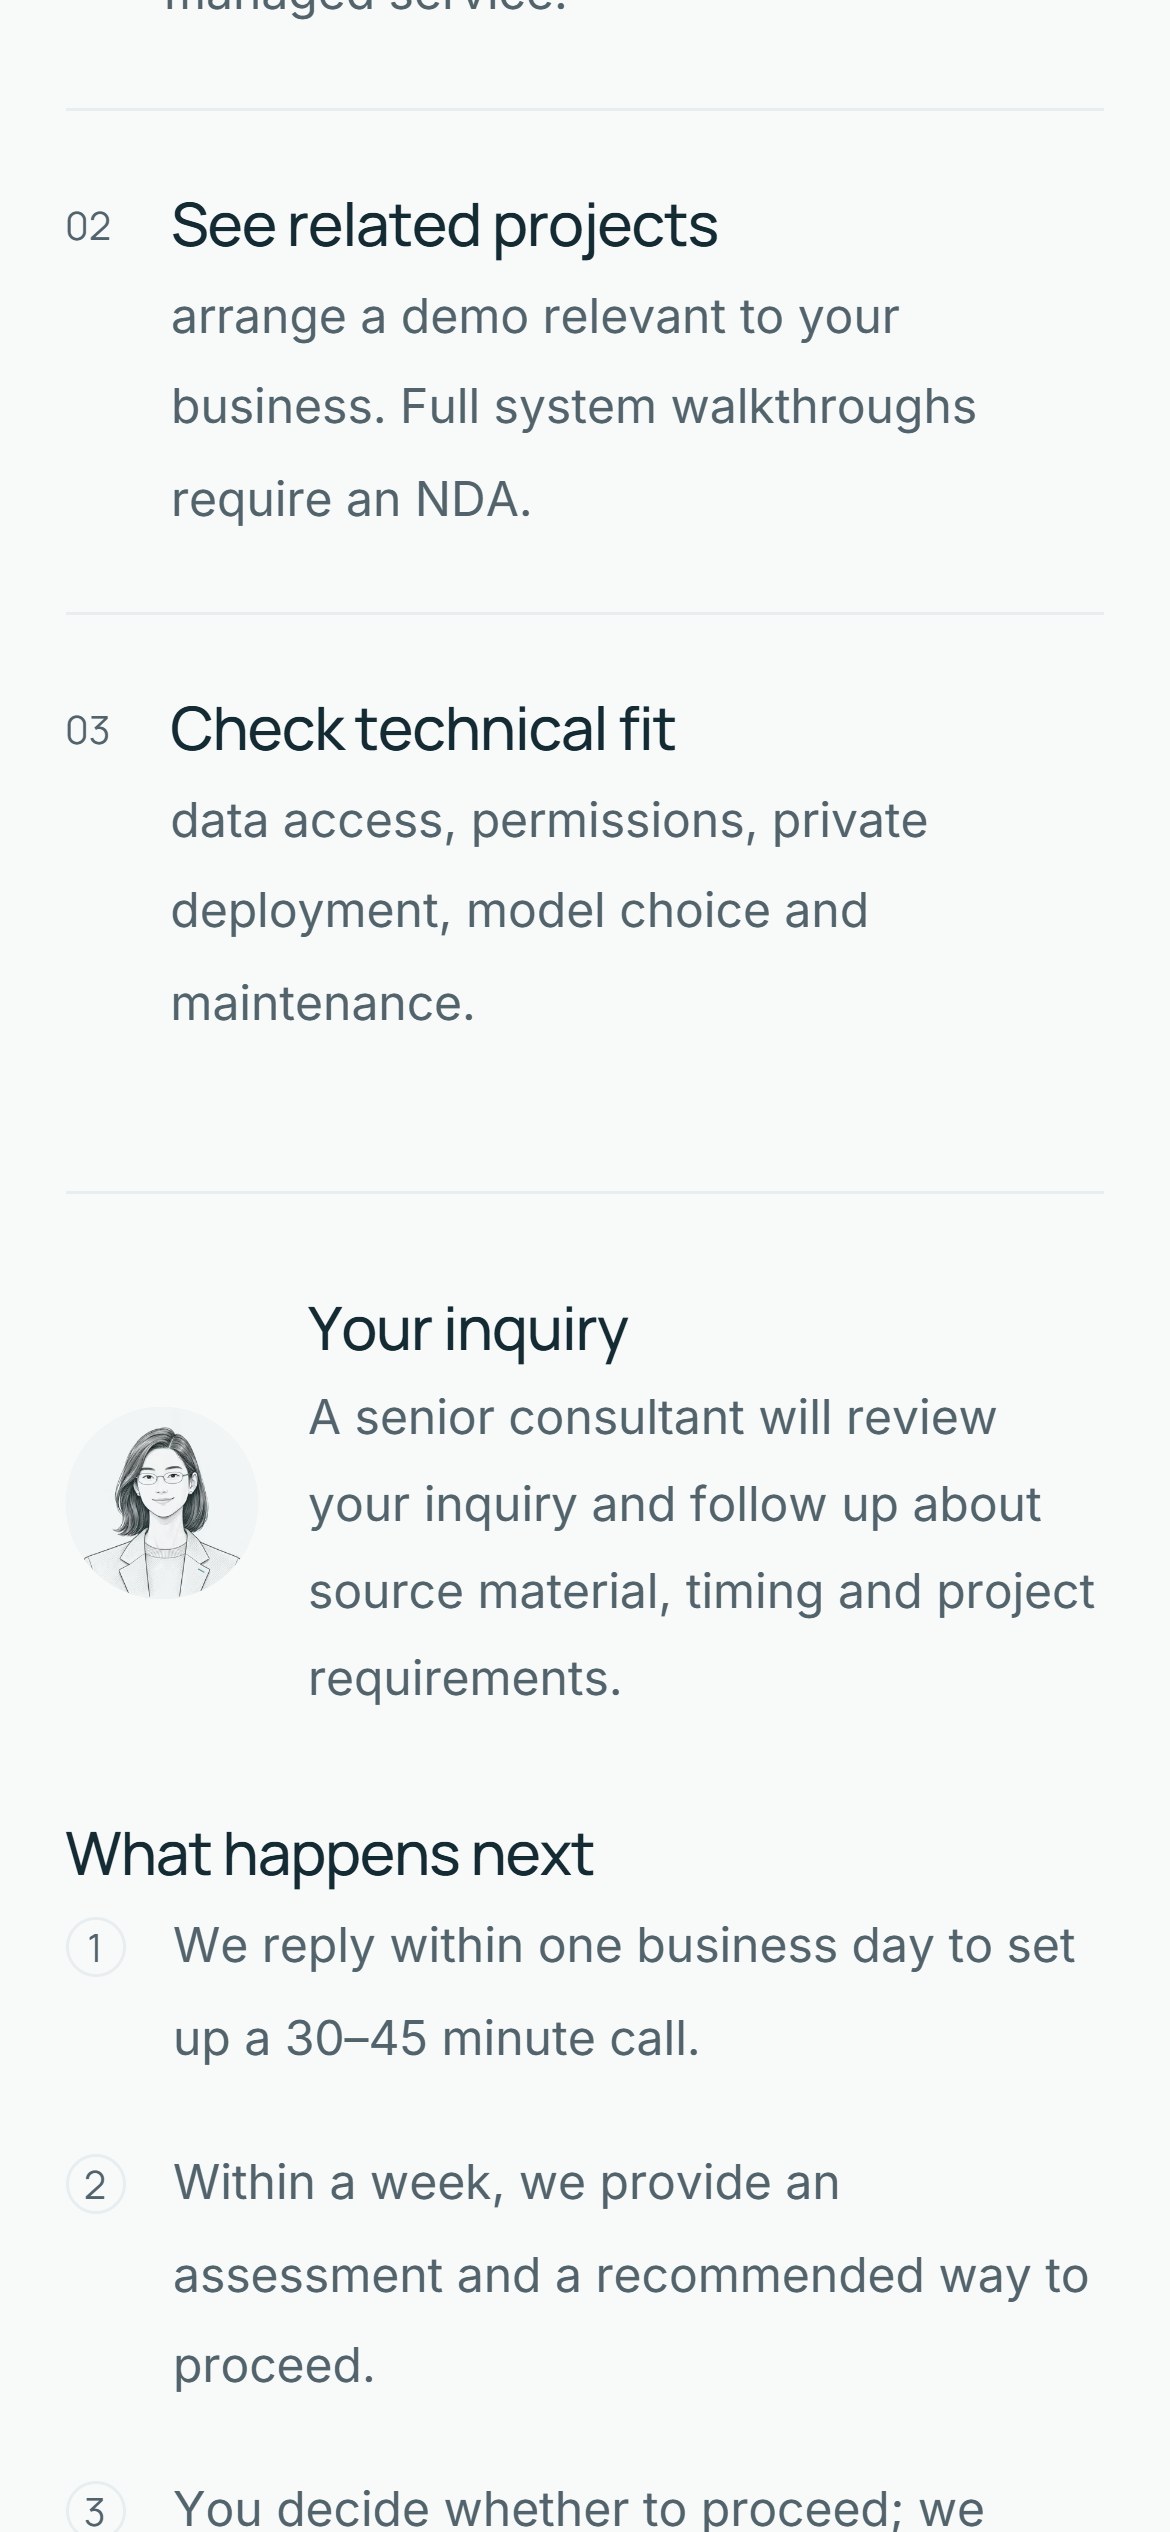 managed service.
02
See related projects
arrange a demo relevant to your
business. Full system walkthroughs
require an NDA.
03
Check technical fit
data access, permissions, private
deployment, model choice and
maintenance.
Your inquiry
A senior consultant will review
your inquiry and follow up about
source material, timing and project
requirements.
What happens next
1
We reply within one business day to set
up a 30–45 minute call.
2
Within a week, we provide an
assessment and a recommended way to
proceed.
3
You decide whether to proceed; we